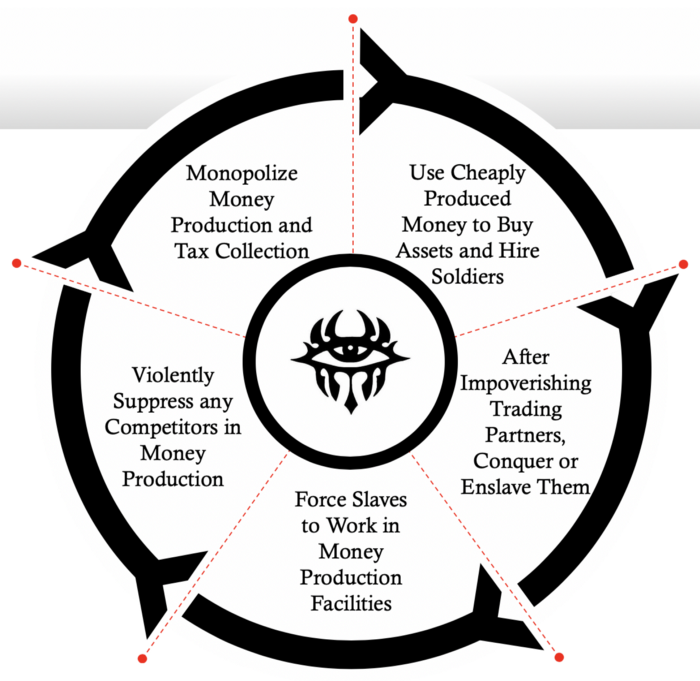 Monopolize
Money
Production and
Tax Collection
Use Cheaply
Produced
Money to Buy
Assets and Hire
Soldiers
After
Impoverishing
Trading
Partners,
Conquer or
Enslave Them
Force Slaves
to Work in
Money
Production
Facilities
Violently
Suppress any
Competitors in
Money
Production